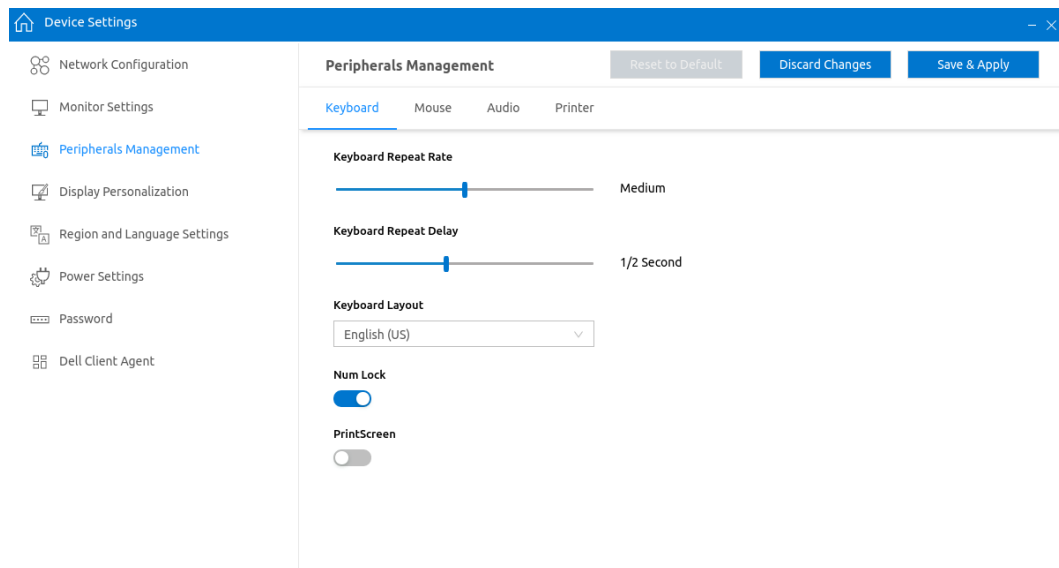 Device Settings
Network Configuration
Monitor Settings
Peripherals Management
Display Personalization
Region and Language Settings
Power Settings
Password
Dell Client Agent
Peripherals Management
Reset to Default
Discard Changes
Save & Apply
Keyboard Mouse Audio Printer
Keyboard Repeat Rate
Medium
Keyboard Repeat Delay
1/2 Second
Keyboard Layout
English (US)
Num Lock
PrintScreen